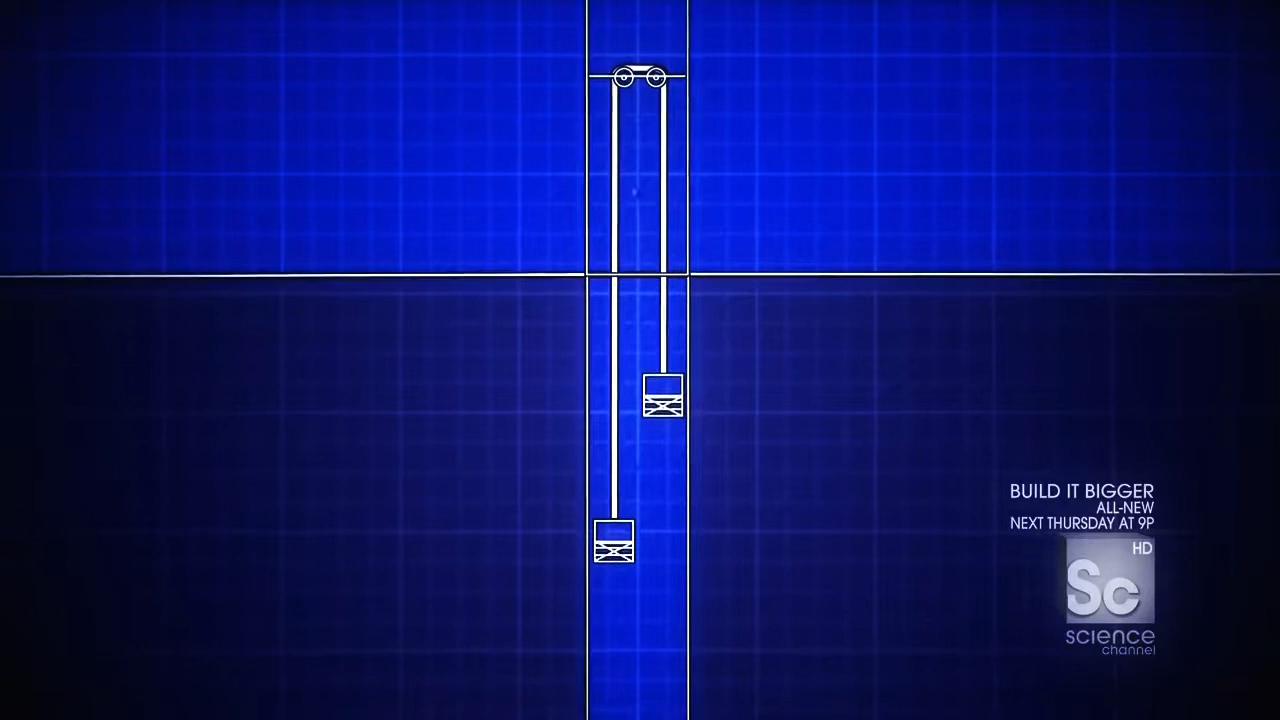 BUILD IT BIGGER
ALL-NEW
NEXT THURSDAY AT 9P
HD
Sc
science
channel